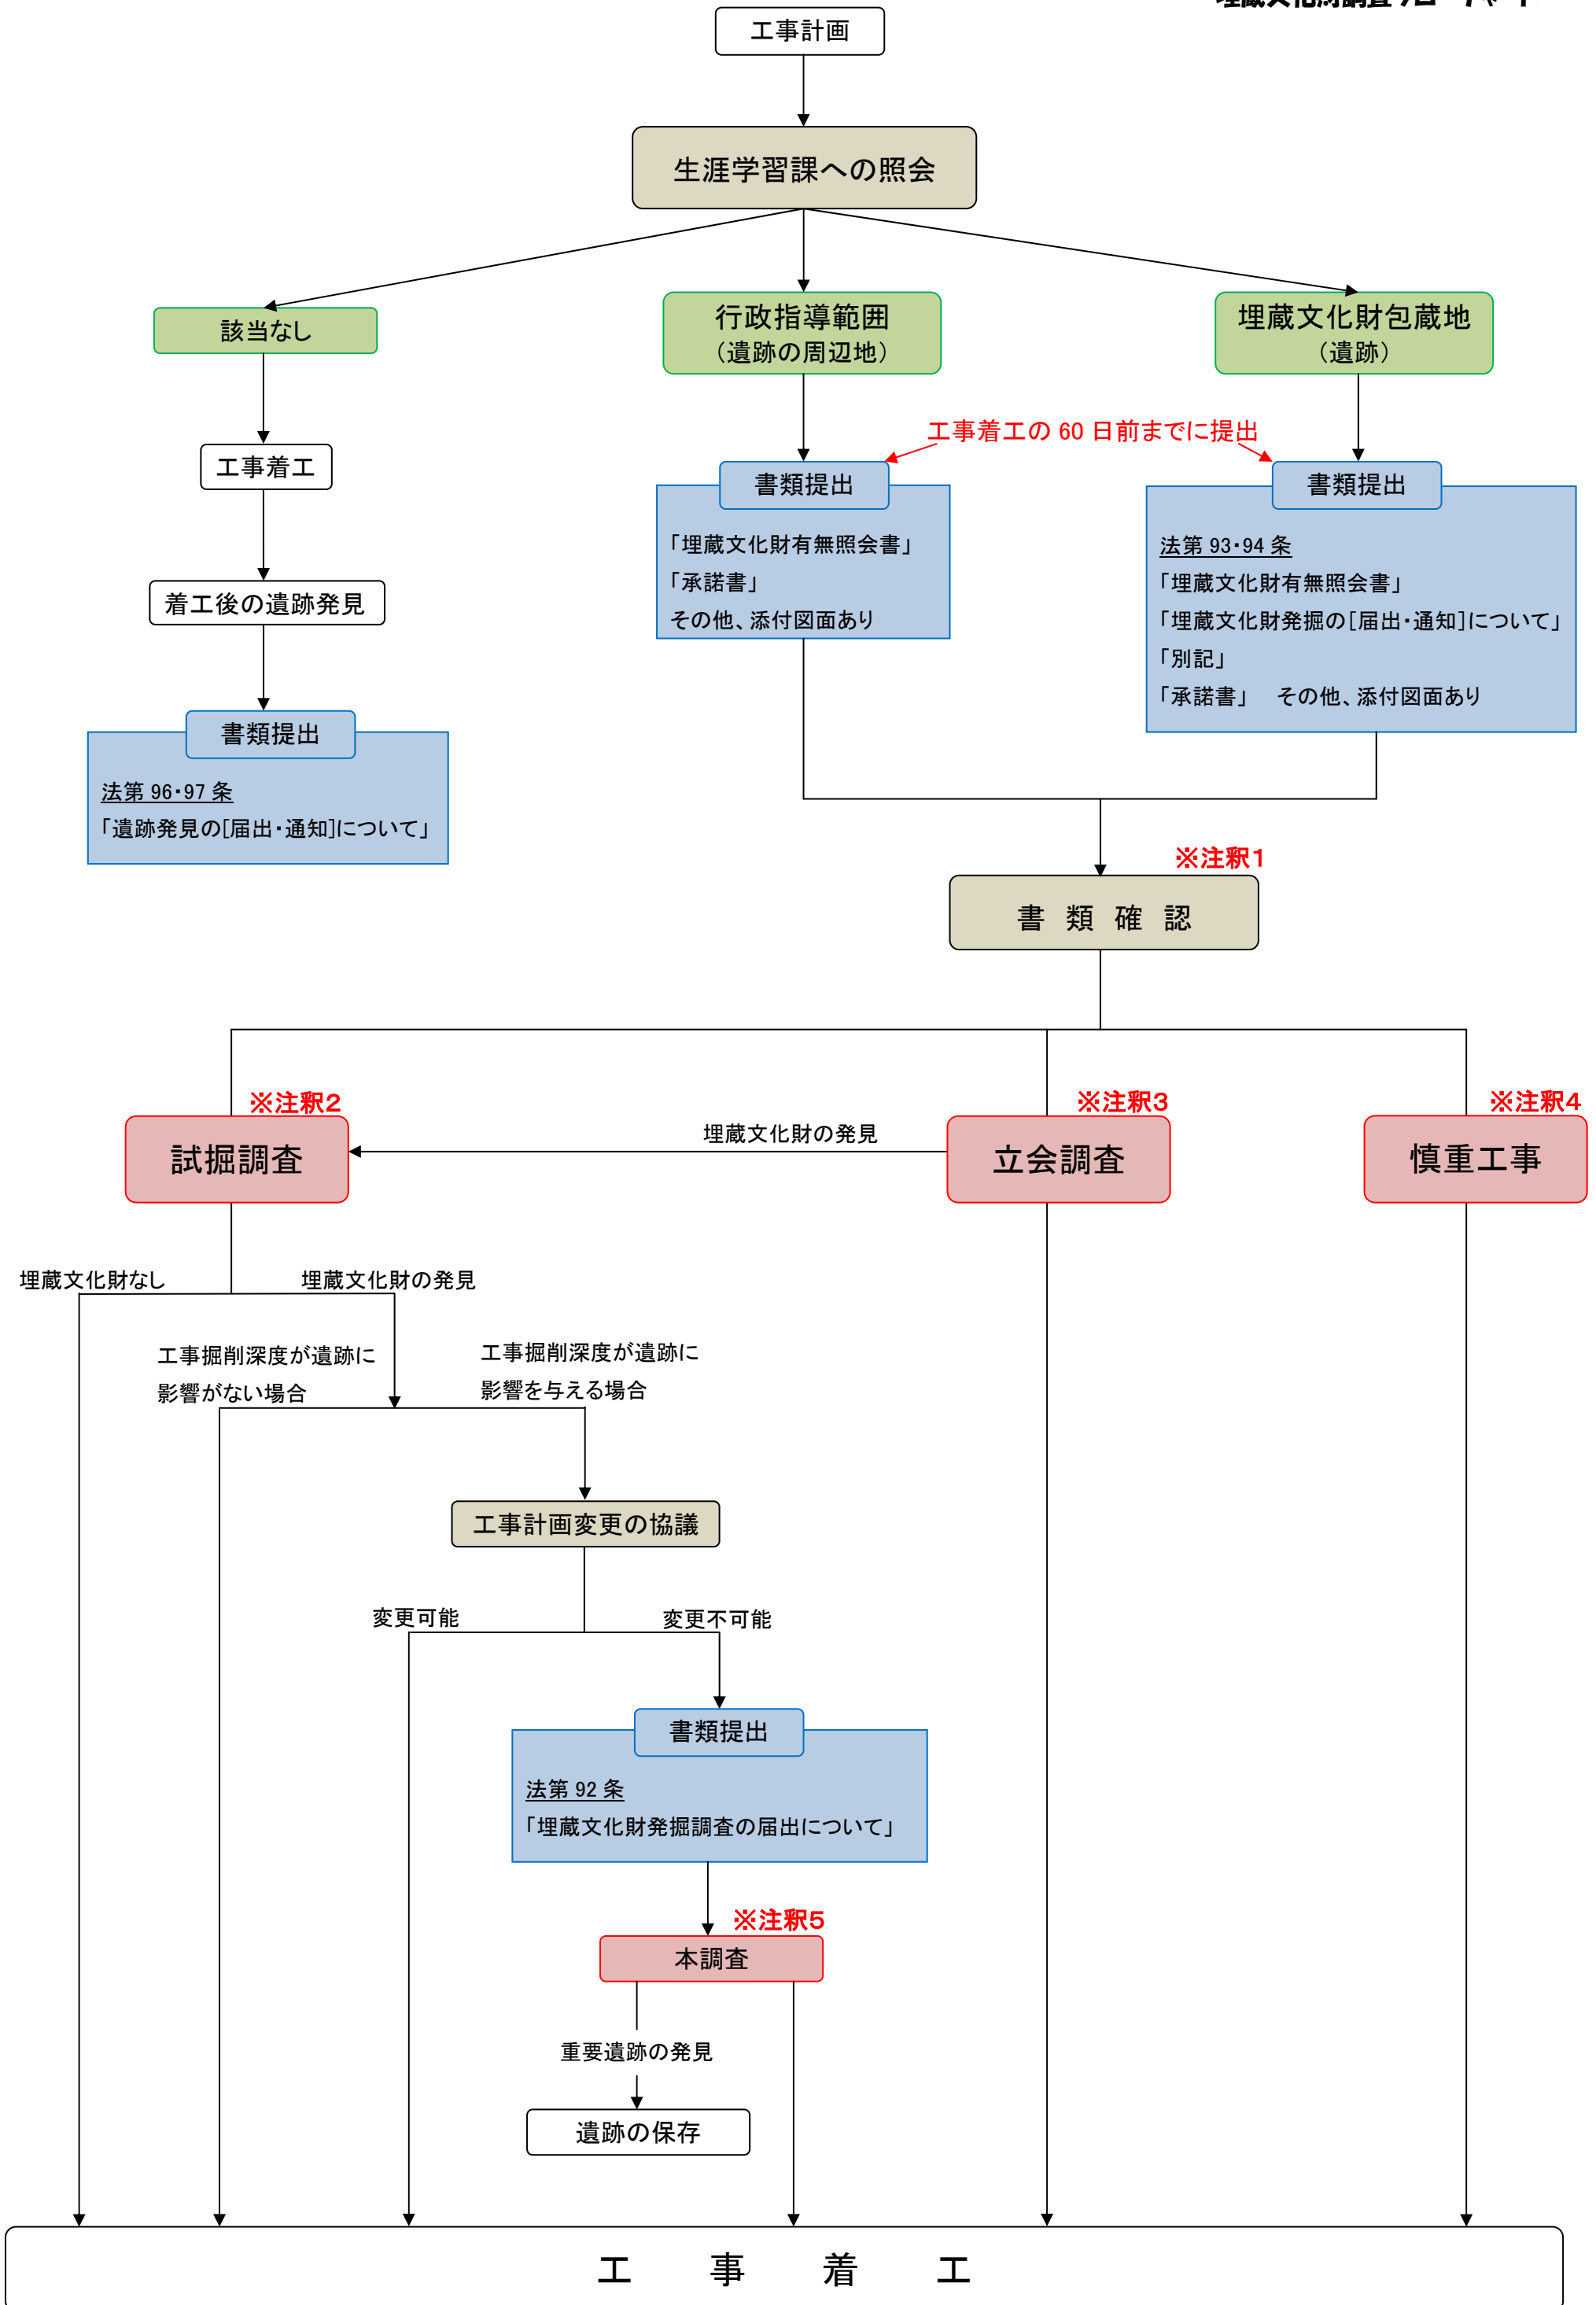 工事計画
生涯学習課への照会
該当なし
行政指導範囲
（遺跡の周辺地）
埋蔵文化財包蔵地
（遺跡）
工事着工の 60 日前までに提出
工事着工
着工後の遺跡発見
書類提出
法第 96・97 条
「遺跡発見の[届出・通知]について」
書類提出
「埋蔵文化財有無照会書」
「承諾書」
その他、添付図面あり
書類提出
法第 93・94 条
「埋蔵文化財有無照会書」
「埋蔵文化財発掘の[届出・通知]について」
「別記」
「承諾書」　その他、添付図面あり
※注釈1
書 類 確 認
※注釈2
試掘調査
埋蔵文化財の発見
※注釈3
立会調査
※注釈4
慎重工事
埋蔵文化財なし
埋蔵文化財の発見
工事掘削深度が遺跡に
影響がない場合
工事掘削深度が遺跡に
影響を与える場合
工事計画変更の協議
変更可能
変更不可能
書類提出
法第 92 条
「埋蔵文化財発掘調査の届出について」
※注釈5
本調査
重要遺跡の発見
遺跡の保存
工 事 着 工